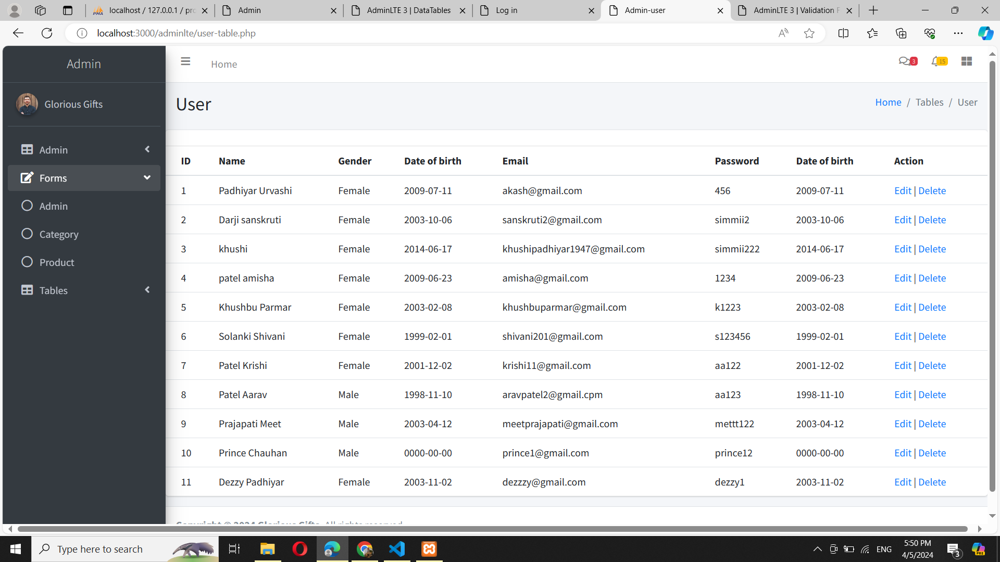 localhost / 127.0.0.1 / pro
Admin
AdminLTE 3 | DataTables
Log in
Admin-user
AdminLTE 3 | Validation F
localhost:3000/adminlte/user-table.php
Admin
Home
3
15
Glorious Gifts
User
Home / Tables / User
Admin
Forms
Admin
Category
Product
Tables
ID Name Gender Date of birth Email Password Date of birth Action
1 Padhiyar Urvashi Female 2009-07-11 akash@gmail.com 456 2009-07-11 Edit | Delete
2 Darji sanskruti Female 2003-10-06 sanskruti2@gmail.com simmii2 2003-10-06 Edit | Delete
3 khushi Female 2014-06-17 khushipadhiyar1947@gmail.com simmii222 2014-06-17 Edit | Delete
4 patel amisha Female 2009-06-23 amisha@gmail.com 1234 2009-06-23 Edit | Delete
5 Khushbu Parmar Female 2003-02-08 khushbuparmar@gmail.com k1223 2003-02-08 Edit | Delete
6 Solanki Shivani Female 1999-02-01 shivani201@gmail.com s123456 1999-02-01 Edit | Delete
7 Patel Krishi Female 2001-12-02 krishi11@gmail.com aa122 2001-12-02 Edit | Delete
8 Patel Aarav Male 1998-11-10 aravpatel2@gmail.cpm aa123 1998-11-10 Edit | Delete
9 Prajapati Meet Male 2003-04-12 meetprajapati@gmail.com mettt122 2003-04-12 Edit | Delete
10 Prince Chauhan Male 0000-00-00 prince1@gmail.com prince12 0000-00-00 Edit | Delete
11 Dezzy Padhiyar Female 2003-11-02 dezzzy@gmail.com dezzy1 2003-11-02 Edit | Delete
Copyright © 2024 Glorious Gifts. All rights reserved.
Type here to search
ENG
5:50 PM
4/5/2024
3
PRE